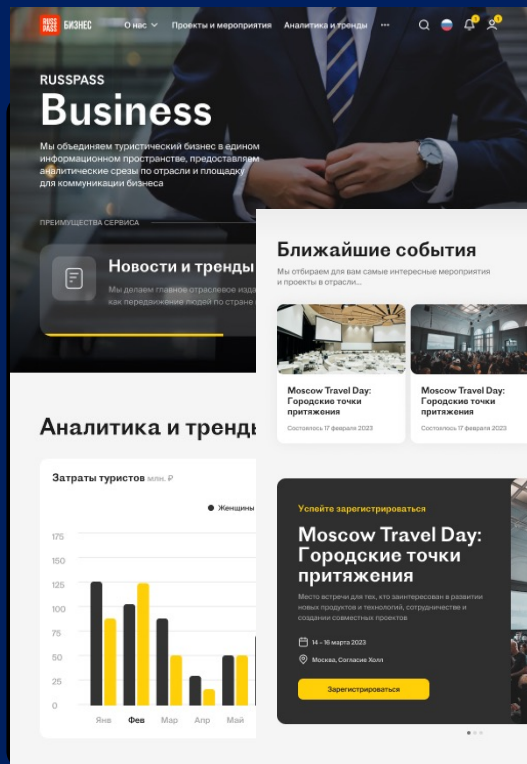 RUSS
PASS
БИЗНЕС
О нас
Проекты и мероприятия
Аналитика и тренды
1
1
RUSSPASS
Business
Мы объединяем туристический бизнес в едином
информационном пространстве, предоставляем
аналитические срезы по отрасли и площадку
для коммуникации бизнеса
ПРЕИМУЩЕСТВА СЕРВИСА
Новости и тренды
Мы делаем главное отраслевое изда
как передвижение людей по стране
Ближайшие события
Мы отбираем для вам самые интересные мероприятия
и проекты в отрасли...
Moscow Travel Day:
Городские точки
притяжения
Состоялось 17 февраля 2023
Moscow Travel Day:
Городские точки
притяжения
Состоялось 17 февраля 2023
Аналитика и тренды
Затраты туристов млн. ₽
Женщины
175
150
125
100
75
50
25
0
Янв
Фев
Мар
Апр
Май
Успейте зарегистрироваться
Moscow Travel Day:
Городские точки
притяжения
Место встречи для тех, кто заинтересован в развитии
новых продуктов и технологий, сотрудничестве и
создании совместных проектов
14 – 16 марта 2023
Москва, Согласие Холл
Зарегистрироваться